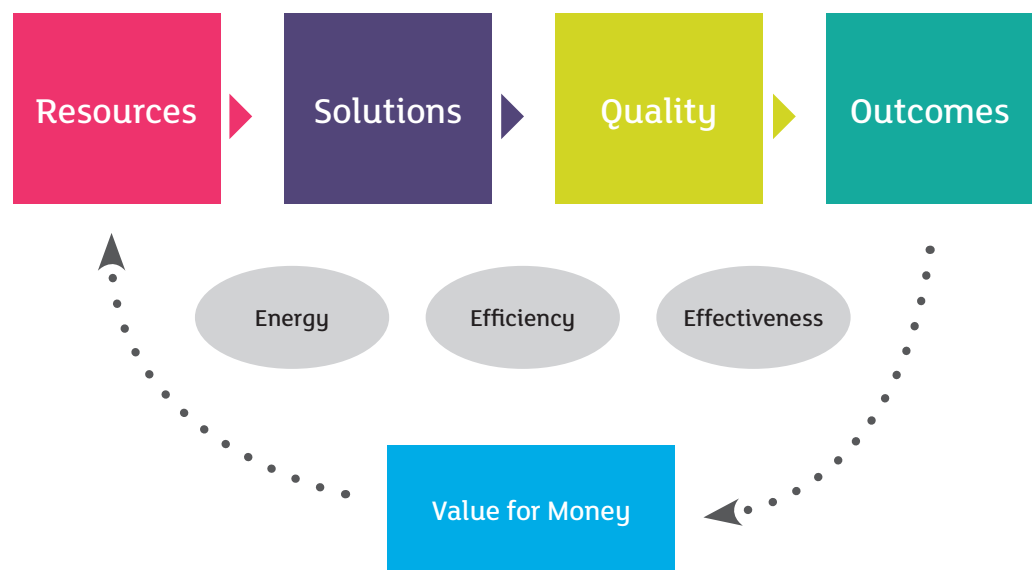 Resources
Solutions
Quality
Outcomes
Energy
Efficiency
Effectiveness
Value for Money